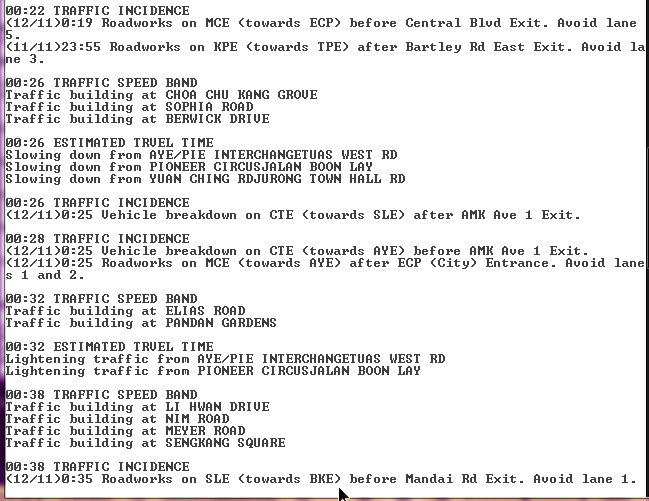 00:22 TRAFFIC INCIDENCE
(12/11)0:19 Roadworks on MCE (towards ECP) before Central Blvd Exit. Avoid lane
5.
(11/11)23:55 Roadworks on KPE (towards TPE) after Bartley Rd East Exit. Avoid la
ne 3.
00:26 TRAFFIC SPEED BAND
Traffic building at CHOA CHU KANG GROVE
Traffic building at SOPHIA ROAD
Traffic building at BERWICK DRIVE
00:26 ESTIMATED TRVEL TIME
Slowing down from AYE/PIE INTERCHANGETUAS WEST RD
Slowing down from PIONEER CIRCUSJALAN BOON LAY
Slowing down from YUAN CHING RDJURONG TOWN HALL RD
00:26 TRAFFIC INCIDENCE
(12/11)0:25 Vehicle breakdown on CTE (towards SLE) after AMK Ave 1 Exit.
00:28 TRAFFIC INCIDENCE
(12/11)0:25 Vehicle breakdown on CTE (towards AYE) before AMK Ave 1 Exit.
(12/11)0:25 Roadworks on MCE (towards AYE) after ECP (City) Entrance. Avoid lane
s 1 and 2.
00:32 TRAFFIC SPEED BAND
Traffic building at ELIAS ROAD
Traffic building at PANDAN GARDENS
00:32 ESTIMATED TRVEL TIME
Lightening traffic from AYE/PIE INTERCHANGETUAS WEST RD
Lightening traffic from PIONEER CIRCUSJALAN BOON LAY
00:38 TRAFFIC SPEED BAND
Traffic building at LI HWAN DRIVE
Traffic building at NIM ROAD
Traffic building at MEYER ROAD
Traffic building at SENGKANG SQUARE
00:38 TRAFFIC INCIDENCE
(12/11)0:35 Roadworks on SLE (towards BKE) before Mandai Rd Exit. Avoid lane 1.